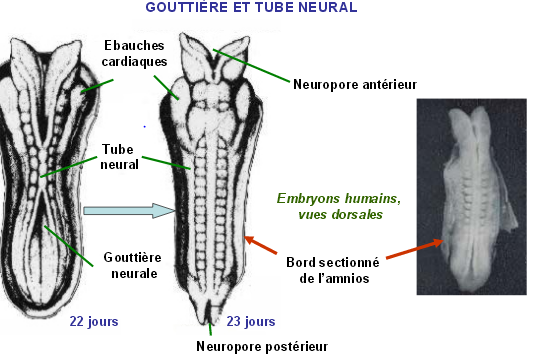 GOUTTIÈRE ET TUBE NEURAL
Ebauches
cardiaques
Neuropore antérieur
Tube
neural
Embryons humains,
vues dorsales
Gouttière
neurale
Bord sectionné
de l'amnios
22 jours
23 jours
Neuropore postérieur